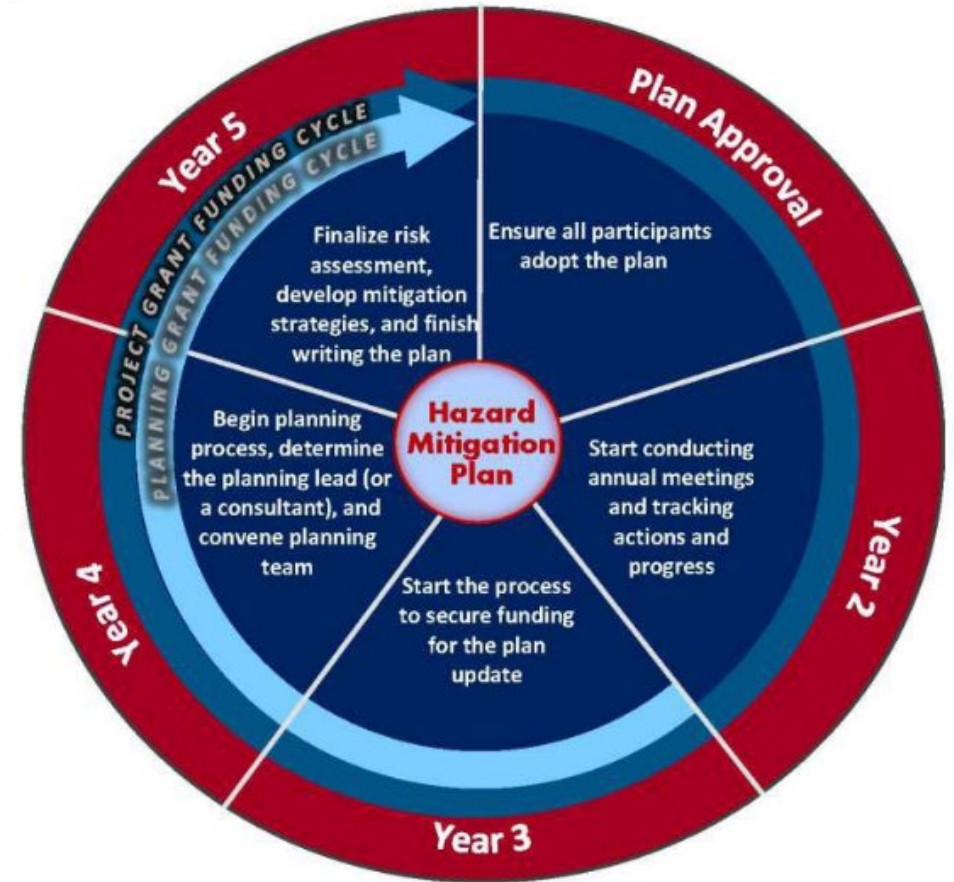 Plan Approval
Ensure all participants
adopt the plan
Year 2
Start conducting
annual meetings
and tracking
actions and
progress
Year 3
Start the process
to secure funding
for the plan
update
Year 4
Begin planning
process, determine
the planning lead (or
a consultant), and
convene planning
team
Year 5
Finalize risk
assessment,
develop mitigation
strategies, and finish
writing the plan
PROJECT GRANT FUNDING CYCLE
PLANNING GRANT FUNDING CYCLE
Hazard
Mitigation
Plan